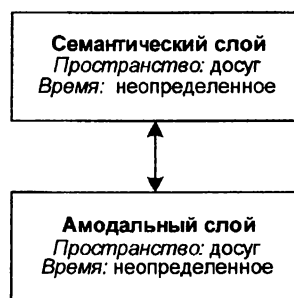 Семантический слой
Пространство: досуг
Время: неопределенное
Амодальный слой
Пространство: досуг
Время: неопределенное